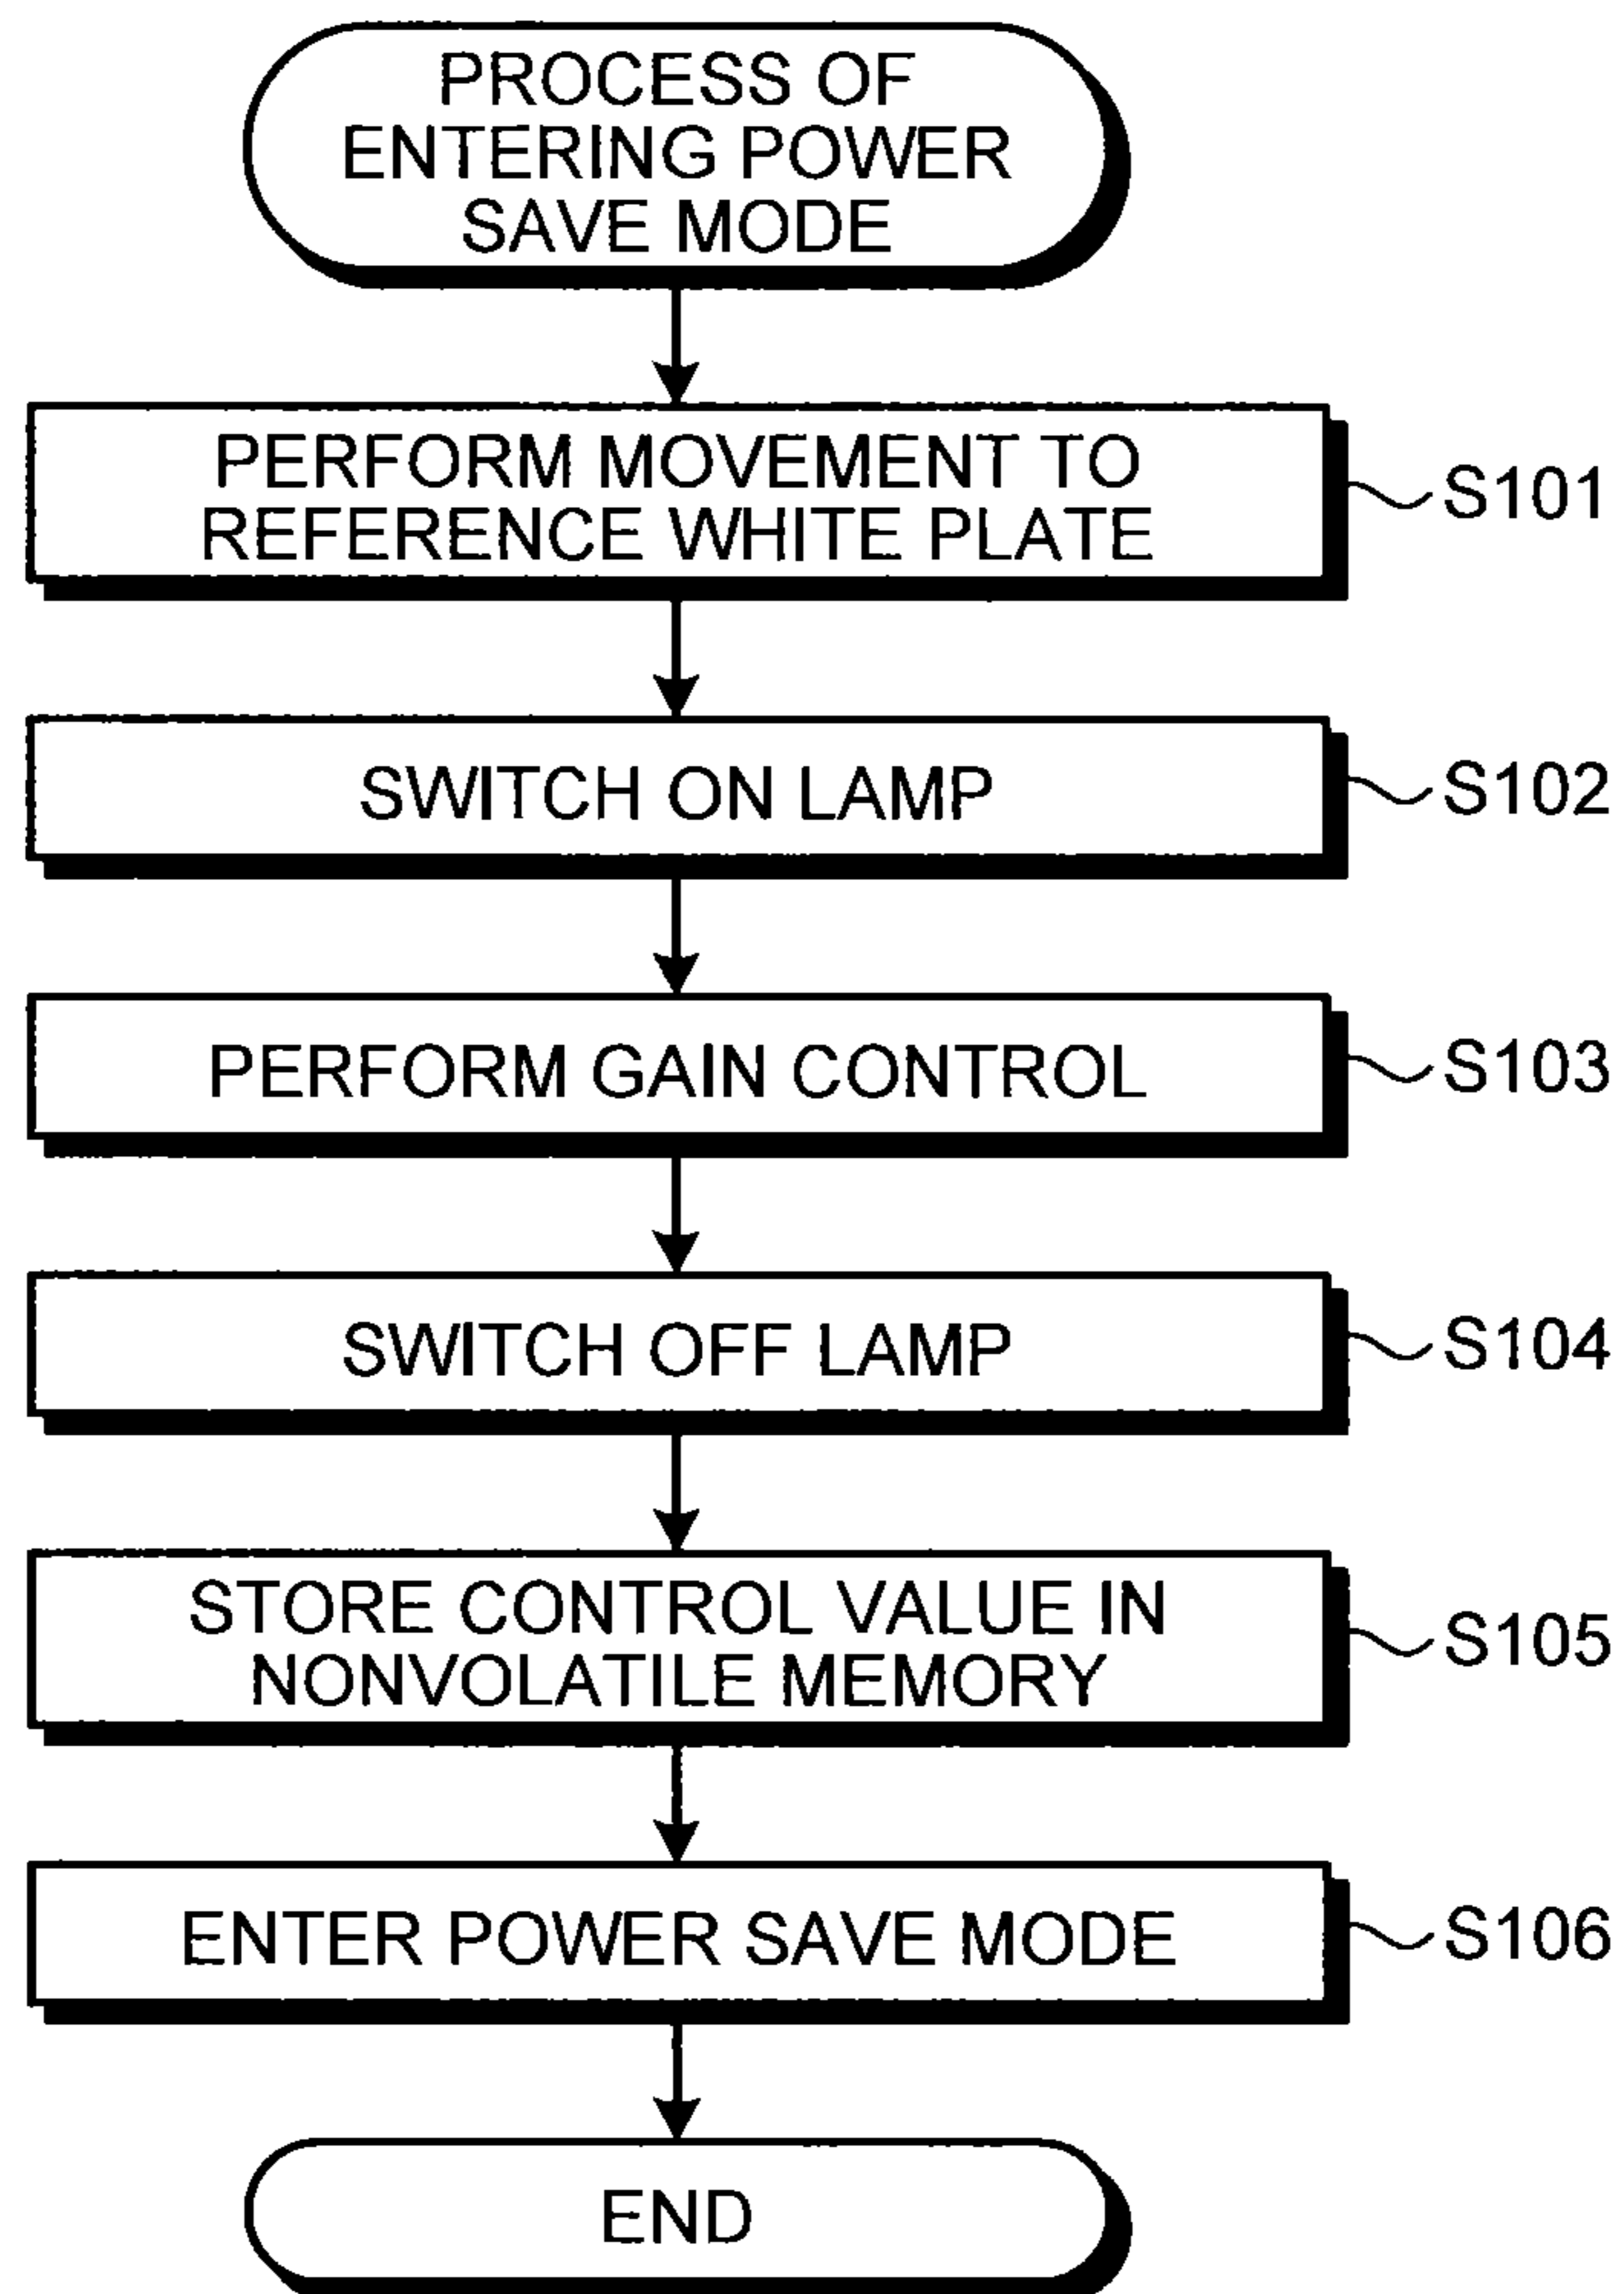 PROCESS OF
ENTERING POWER
SAVE MODE
PERFORM MOVEMENT TO
REFERENCE WHITE PLATE
S101
SWITCH ON LAMP
S102
PERFORM GAIN CONTROL
S103
SWITCH OFF LAMP
S104
STORE CONTROL VALUE IN
NONVOLATILE MEMORY
S105
ENTER POWER SAVE MODE
S106
END